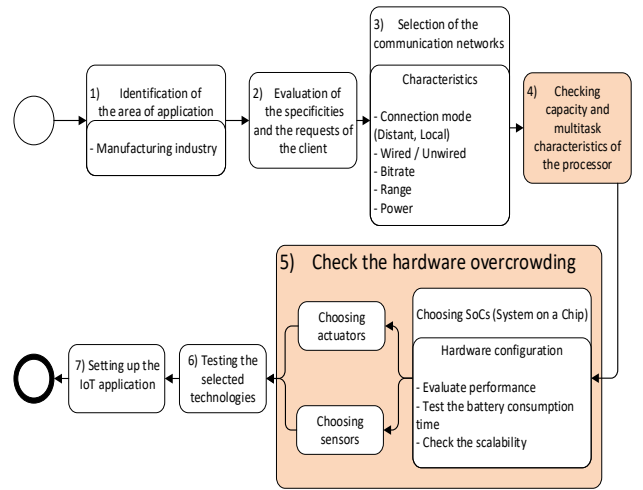 1) Identification of
the area of application
- Manufacturing industry
2) Evaluation of
the specificities
and the requests of
the client
3) Selection of the
communication networks
Characteristics
- Connection mode
(Distant, Local)
- Wired / Unwired
- Bitrate
- Range
- Power
4) Checking
capacity and
multitask
characteristics of
the processor
5) Check the hardware overcrowding
Choosing SoCs (System on a Chip)
Hardware configuration
- Evaluate performance
- Test the battery consumption
time
- Check the scalability
Choosing
actuators
Choosing
sensors
6) Testing
the selected
technologies
7) Setting up the
IoT application